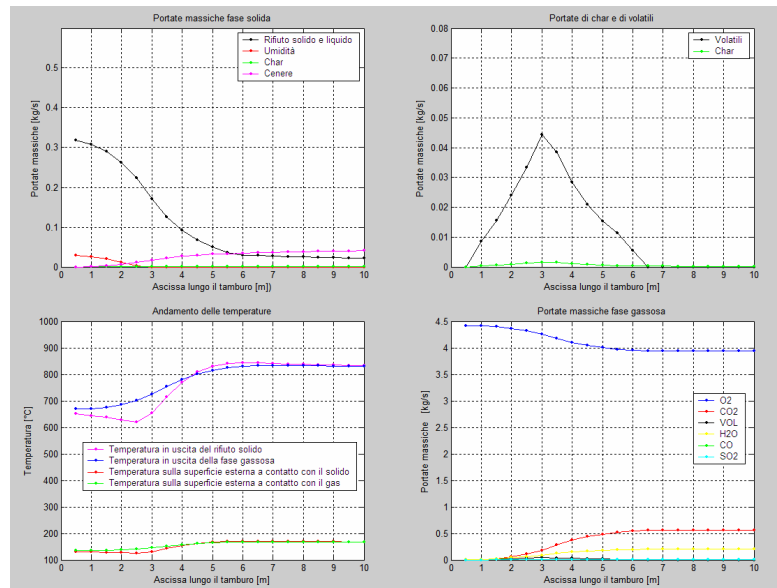 Portate massiche fase solida
Portate massiche [kg/s]
0.5
0.4
0.3
0.2
0.1
0
Rifiuto solido e liquido
Umidità
Char
Cenere
0 1 2 3 4 5 6 7 8 9 10
Ascissa lungo il tamburo [m])
Portate di char e di volatili
Portate massiche [kg/s]
0.08
0.07
0.06
0.05
0.04
0.03
0.02
0.01
0
Volatili
Char
0 1 2 3 4 5 6 7 8 9 10
Ascissa lungo il tamburo [m]
Andamento delle temperature
Temperatura [°C]
1000
900
800
700
600
500
400
300
200
100
Temperatura in uscita del rifiuto solido
Temperatura in uscita della fase gassosa
Temperatura sulla superficie esterna a contatto con il solido
Temperatura sulla superficie esterna a contatto con il gas
0 1 2 3 4 5 6 7 8 9 10
Ascissa lungo il tamburo [m]
Portate massiche fase gassosa
Portate massiche [kg/s]
4.5
4
3.5
3
2.5
2
1.5
1
0.5
0
O2
CO2
VOL
H2O
CO
SO2
0 1 2 3 4 5 6 7 8 9 10
Ascissa lungo il tamburo [m]